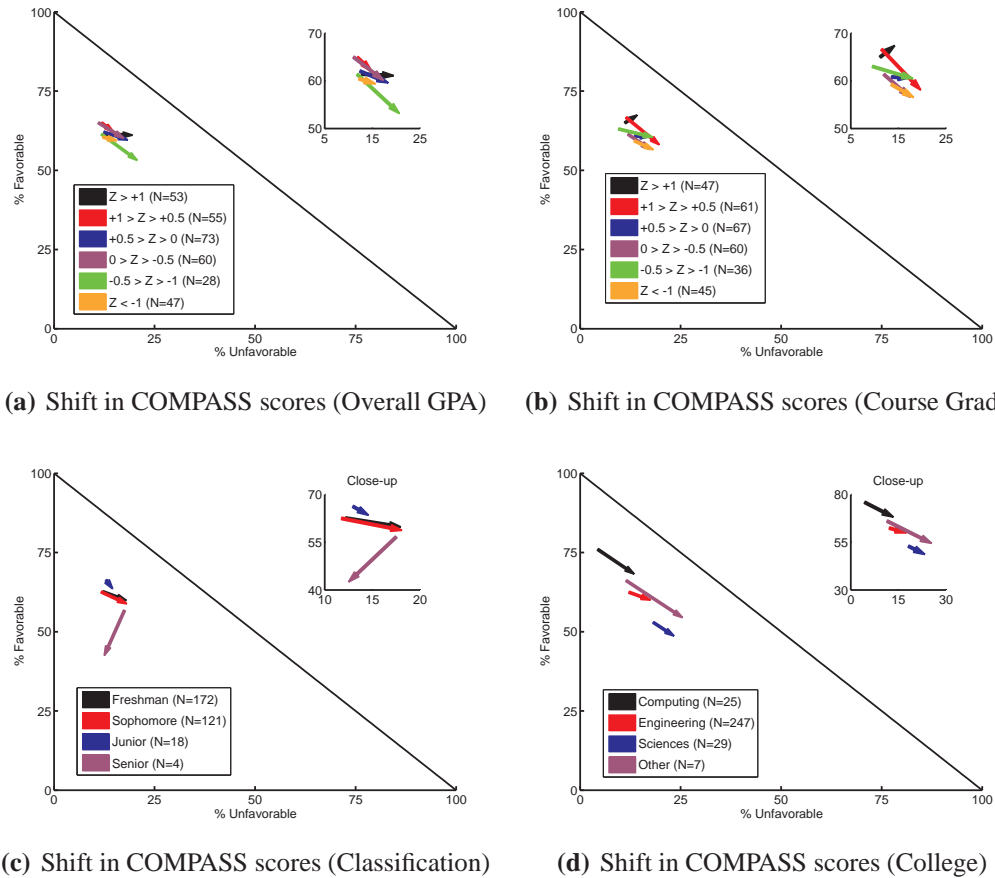 100
75
50
25
0
% Favorable
0 25 50 75 100
% Unfavorable
70
60
50
5 15 25
Z > +1 (N=53)
+1 > Z > +0.5 (N=55)
+0.5 > Z > 0 (N=73)
0 > Z > -0.5 (N=60)
-0.5 > Z > -1 (N=28)
Z < -1 (N=47)
(a) Shift in COMPASS scores (Overall GPA)
100
75
50
25
0
% Favorable
0 25 50 75 100
% Unfavorable
70
60
50
5 15 25
Z > +1 (N=47)
+1 > Z > +0.5 (N=61)
+0.5 > Z > 0 (N=67)
0 > Z > -0.5 (N=60)
-0.5 > Z > -1 (N=36)
Z < -1 (N=45)
(b) Shift in COMPASS scores (Course Grad
100
75
50
25
0
% Favorable
0 25 50 75 100
% Unfavorable
Close-up
70
55
40
10 15 20
Freshman (N=172)
Sophomore (N=121)
Junior (N=18)
Senior (N=4)
(c) Shift in COMPASS scores (Classification)
100
75
50
25
0
% Favorable
0 25 50 75 100
% Unfavorable
Close-up
80
55
30
0 15 30
Computing (N=25)
Engineering (N=247)
Sciences (N=29)
Other (N=7)
(d) Shift in COMPASS scores (College)